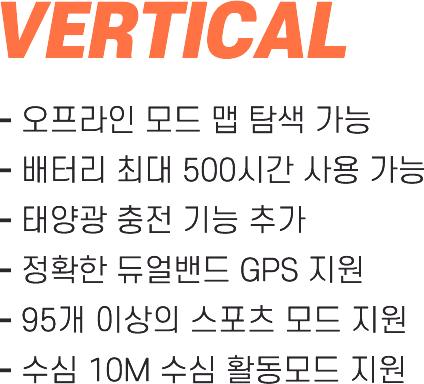 VERTICAL
- 오프라인 모드 맵 탐색 가능
- 배터리 최대 500시간 사용 가능
- 태양광 충전 기능 추가
- 정확한 듀얼밴드 GPS 지원
- 95개 이상의 스포츠 모드 지원
- 수심 10M 수심 활동모드 지원